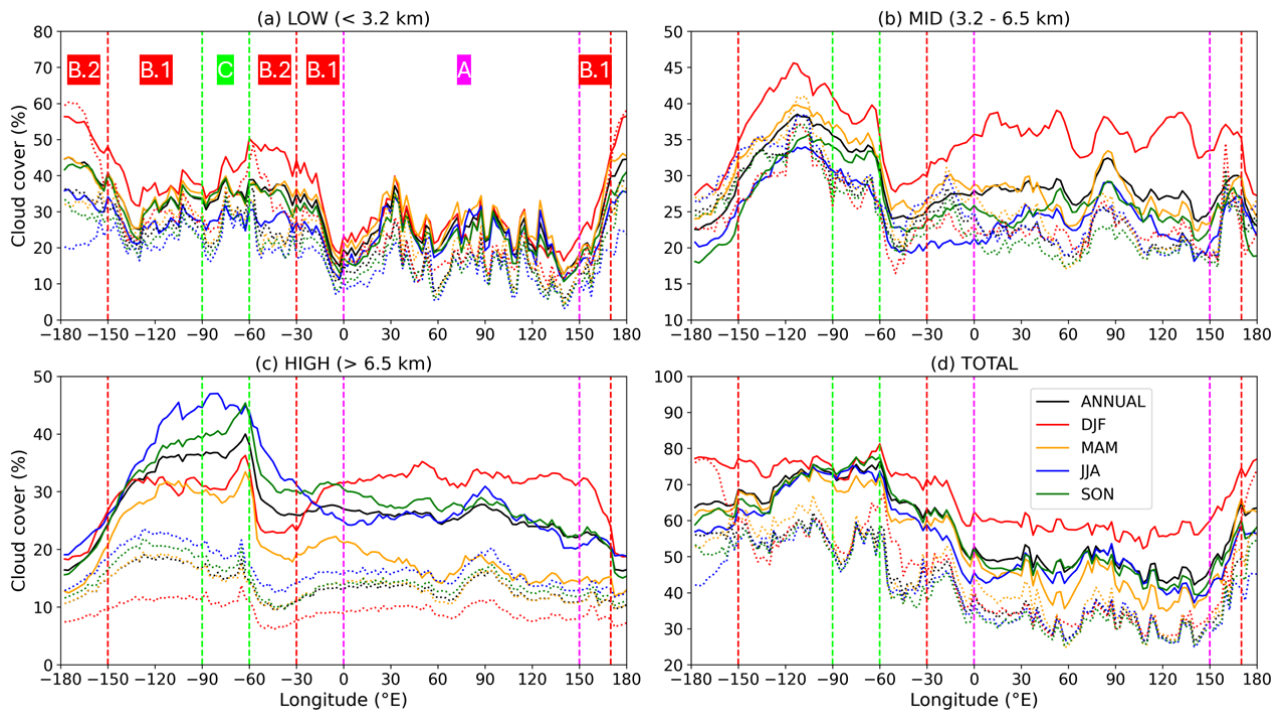 (a) LOW (< 3.2 km)
80
70
60
50
40
30
20
10
0
Cloud cover (%)
B.2
B.1
C
B.2
B.1
A
B.1
−180 −150 −120 −90 −60 −30 0 30 60 90 120 150 180
(b) MID (3.2 - 6.5 km)
50
45
40
35
30
25
20
15
10
−180 −150 −120 −90 −60 −30 0 30 60 90 120 150 180
(c) HIGH (> 6.5 km)
50
40
30
20
10
0
Cloud cover (%)
−180 −150 −120 −90 −60 −30 0 30 60 90 120 150 180
Longitude (°E)
(d) TOTAL
100
90
80
70
60
50
40
30
20
ANNUAL
DJF
MAM
JJA
SON
−180 −150 −120 −90 −60 −30 0 30 60 90 120 150 180
Longitude (°E)